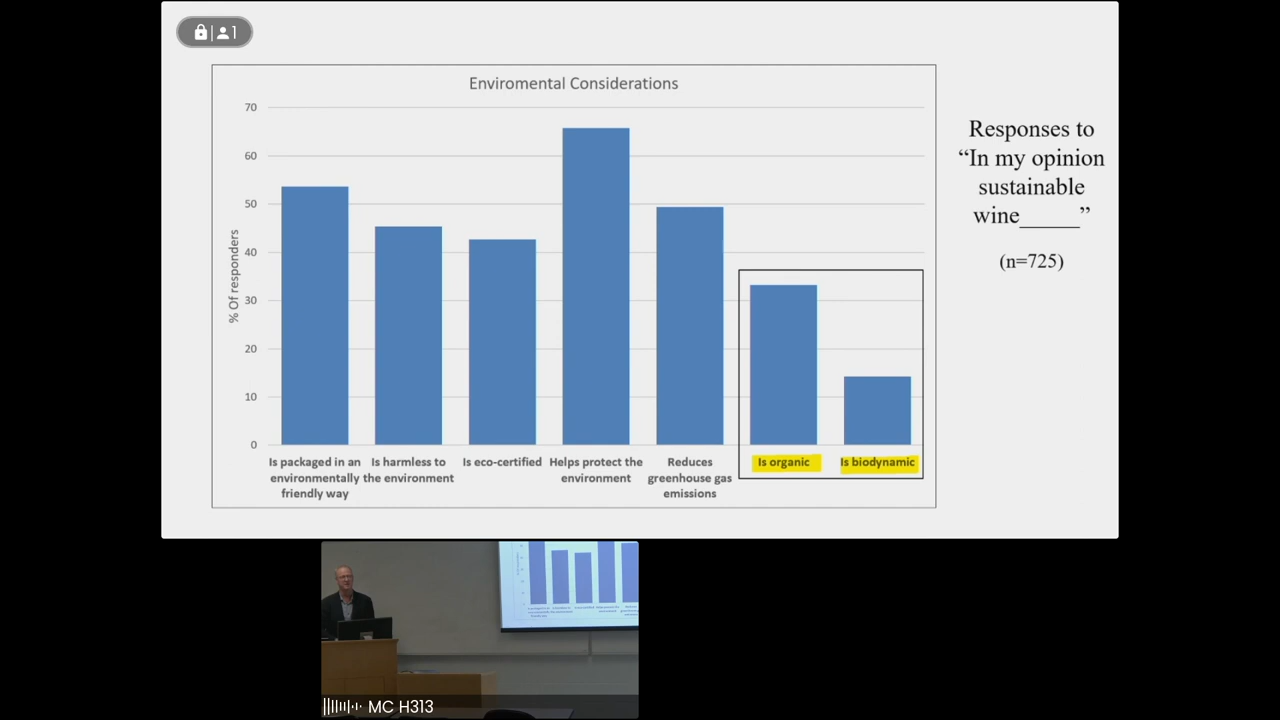 1
Enviromental Considerations
70
60
50
40
30
20
10
0
% Of responders
Is packaged in an
environmentally
friendly way
Is harmless to
the environment
Is eco-certified
Helps protect the
environment
Reduces
greenhouse gas
emissions
Is organic
Is biodynamic
Responses to
“In my opinion
sustainable
wine_____”
(n=725)
MC H313